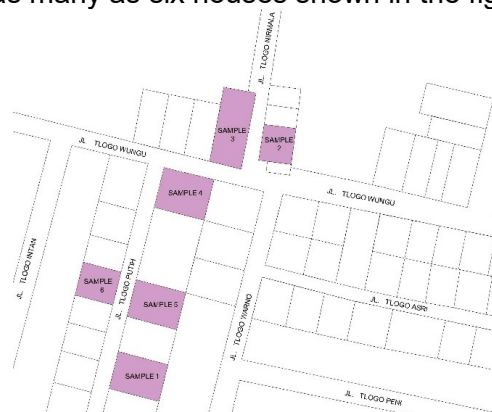 as many as six houses shown in the fig
JL. TLOGO NIRMALA
SAMPLE
3
SAMPLE
2
JL. TLOGO WUNGU
SAMPLE 4
JL. TLOGO WUNGU
JL. TLOGO INTAN
SAMPLE
6
JL. TLOGO PUTIH
SAMPLE 5
JL. TLOGO WARNO
JL. TLOGO ASRI
SAMPLE 1
JL. TLOGO PENI